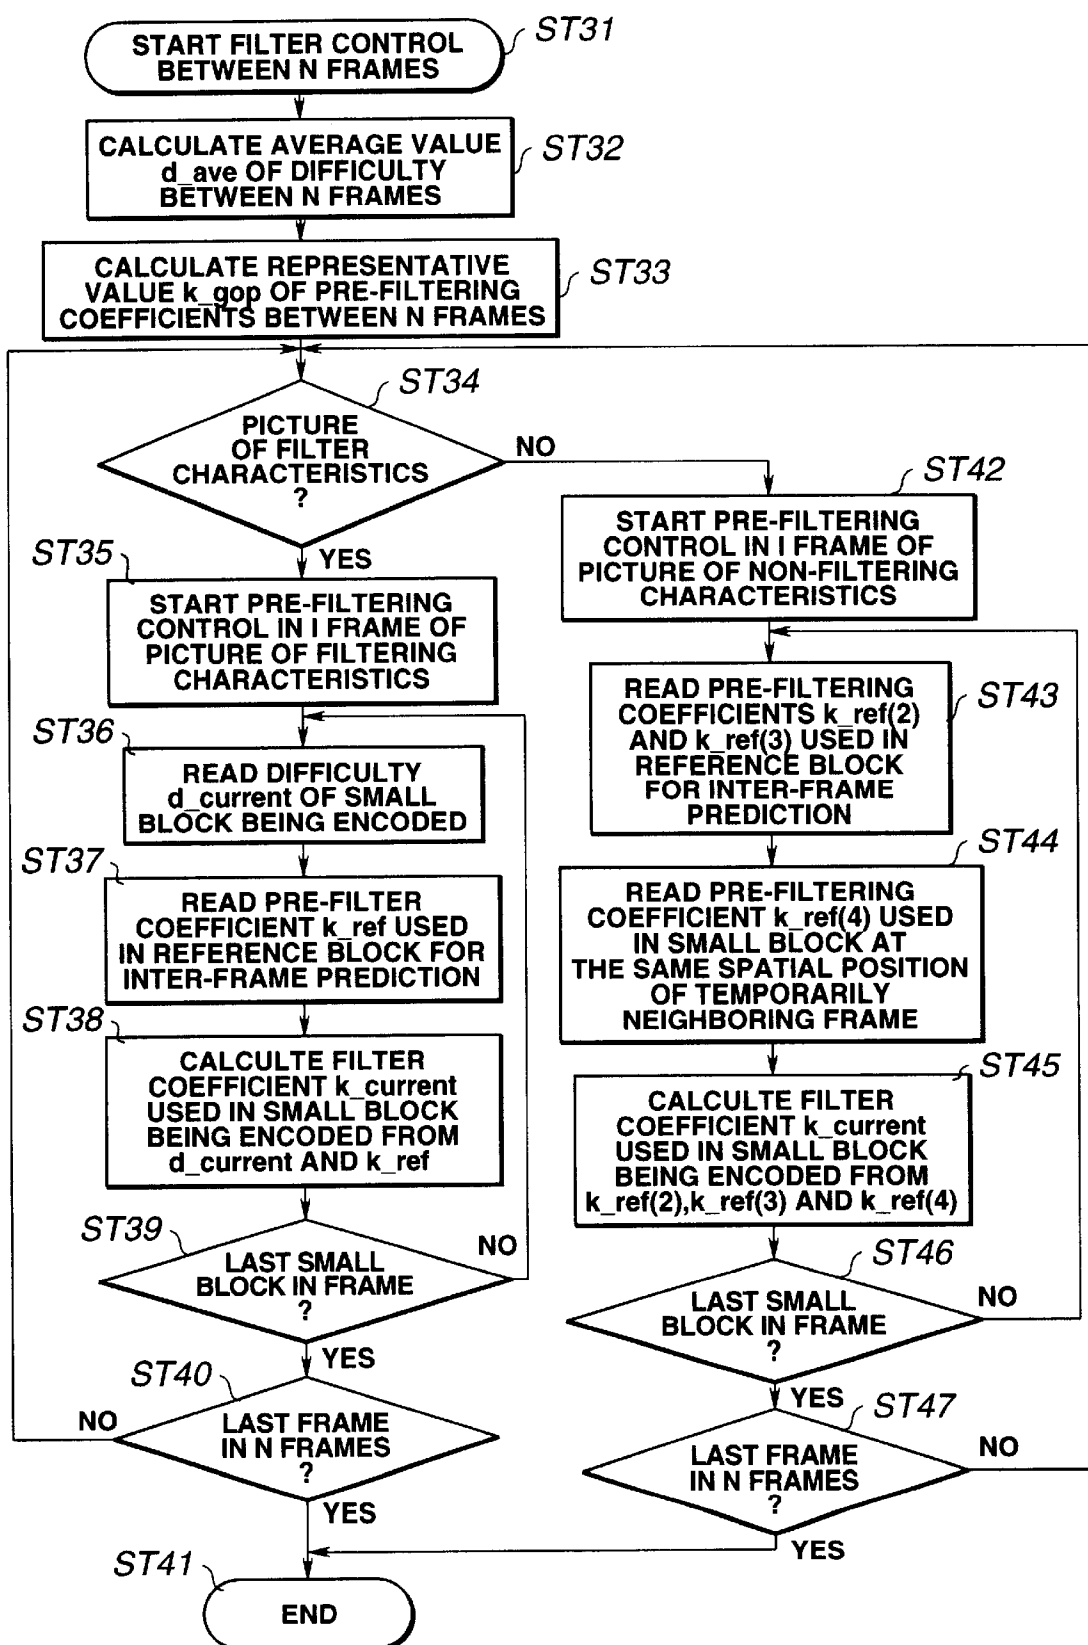 ST31
START FILTER CONTROL
BETWEEN N FRAMES
ST32
CALCULATE AVERAGE VALUE
d_ave OF DIFFICULTY
BETWEEN N FRAMES
ST33
CALCULATE REPRESENTATIVE
VALUE k_gop OF PRE-FILTERING
COEFFICIENTS BETWEEN N FRAMES
ST34
PICTURE
OF FILTER
CHARACTERISTICS
?
NO
YES
ST35
START PRE-FILTERING
CONTROL IN I FRAME OF
PICTURE OF FILTERING
CHARACTERISTICS
ST36
READ DIFFICULTY
d_current OF SMALL
BLOCK BEING ENCODED
ST37
READ PRE-FILTER
COEFFICIENT k_ref USED
IN REFERENCE BLOCK FOR
INTER-FRAME PREDICTION
ST38
CALCULTE FILTER
COEFFICIENT k_current
USED IN SMALL BLOCK
BEING ENCODED FROM
d_current AND k_ref
ST39
LAST SMALL
BLOCK IN FRAME
?
NO
YES
ST40
LAST FRAME
IN N FRAMES
?
NO
YES
ST41
END
ST42
START PRE-FILTERING
CONTROL IN I FRAME OF
PICTURE OF NON-FILTERING
CHARACTERISTICS
ST43
READ PRE-FILTERING
COEFFICIENTS k_ref(2)
AND k_ref(3) USED IN
REFERENCE BLOCK
FOR INTER-FRAME
PREDICTION
ST44
READ PRE-FILTERING
COEFFICIENT k_ref(4) USED
IN SMALL BLOCK AT
THE SAME SPATIAL POSITION
OF TEMPORARILY
NEIGHBORING FRAME
ST45
CALCULTE FILTER
COEFFICIENT k_current
USED IN SMALL BLOCK
BEING ENCODED FROM
k_ref(2),k_ref(3) AND k_ref(4)
ST46
LAST SMALL
BLOCK IN FRAME
?
NO
YES
ST47
LAST FRAME
IN N FRAMES
?
NO
YES